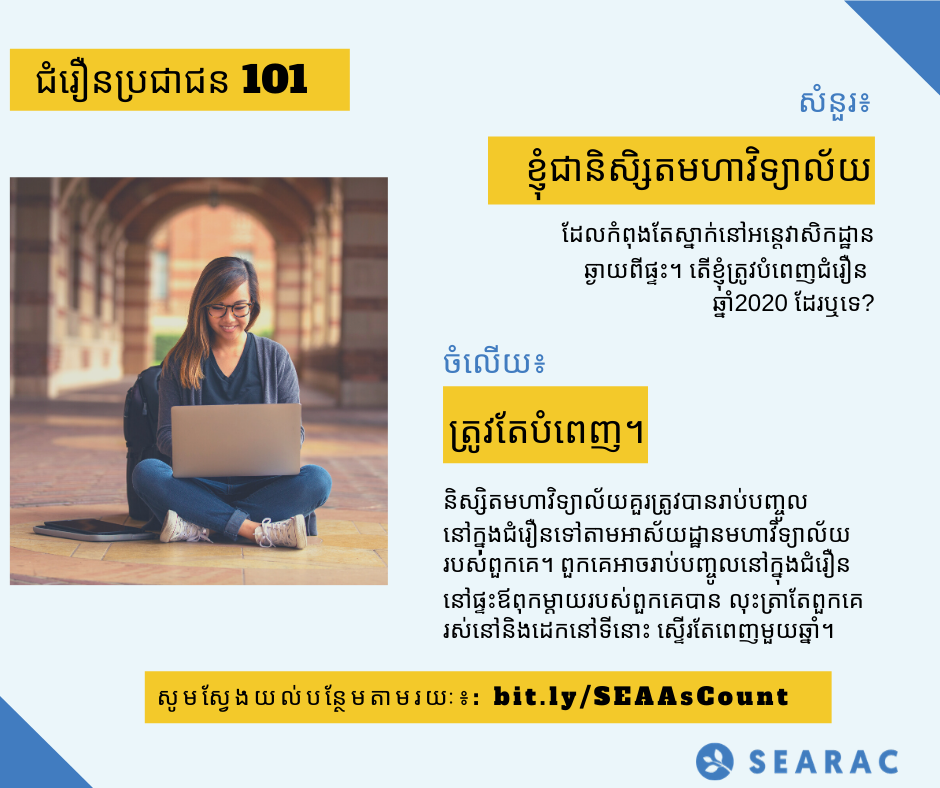 ជំរឿនប្រជាជន 101
សំនួរ៖
ខ្ញុំជានិស្សិតមហាវិទ្យាល័យ
ដែលកំពុងតែស្នាក់នៅអន្តេវាសិកដ្ឋាន
ឆ្ងាយពីផ្ទះ។ តើខ្ញុំត្រូវបំពេញជំរឿន
ឆ្នាំ2020 ដែរឬទេ?
ចំលើយ៖
ត្រូវតែបំពេញ។
និស្សិតមហាវិទ្យាល័យគួរត្រូវបានរាប់បញ្ចូល
នៅក្នុងជំរឿនទៅតាមអាស័យដ្ឋានមហាវិទ្យាល័យ
របស់ពួកគេ។ ពួកគេអាចរាប់បញ្ចូលនៅក្នុងជំរឿន
នៅផ្ទះឪពុកម្ដាយរបស់ពួកគេបាន លុះត្រាតែពួកគេ
រស់នៅនិងដេកនៅទីនោះ ស្ទើរតែពេញមួយឆ្នាំ។
សូមស្វែងយល់បន្ថែមតាមរយៈ៖: bit.ly/SEAAsCount
SEARAC